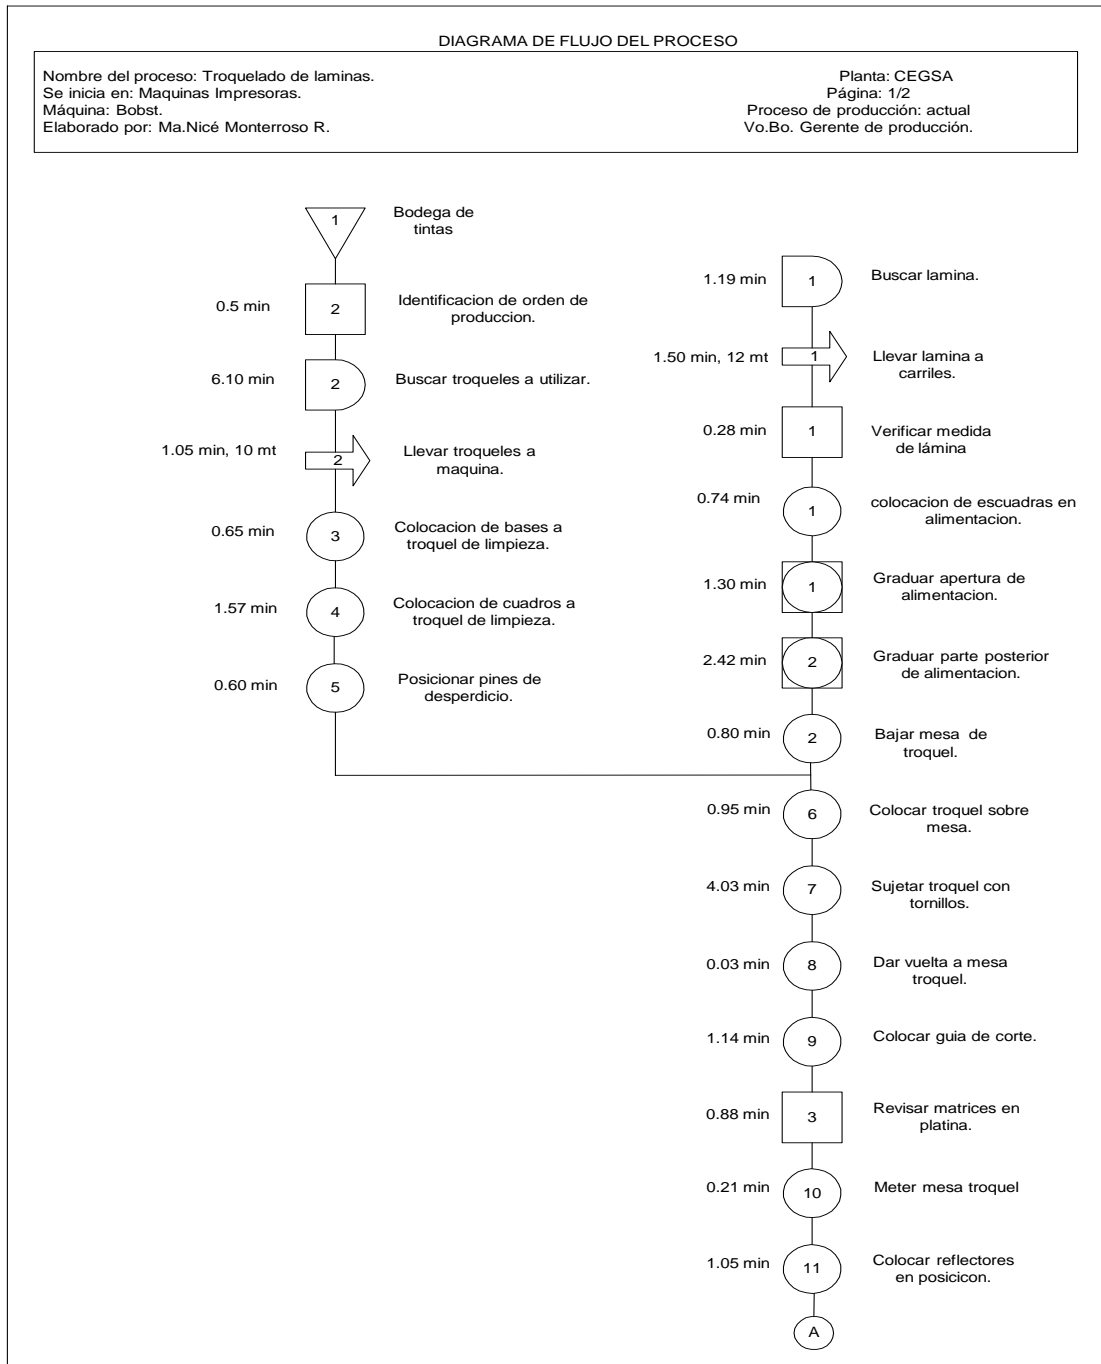 DIAGRAMA DE FLUJO DEL PROCESO
Nombre del proceso: Troquelado de laminas.
Se inicia en: Maquinas Impresoras.
Máquina: Bobst.
Elaborado por: Ma.Nicé Monterroso R.
Planta: CEGSA
Página: 1/2
Proceso de producción: actual
Vo.Bo. Gerente de producción.
1
Bodega de
tintas
0.5 min
2
Identificacion de orden de
produccion.
6.10 min
2
Buscar troqueles a utilizar.
1.05 min, 10 mt
2
Llevar troqueles a
maquina.
0.65 min
3
Colocacion de bases a
troquel de limpieza.
1.57 min
4
Colocacion de cuadros a
troquel de limpieza.
0.60 min
5
Posicionar pines de
desperdicio.
1.19 min
1
Buscar lamina.
1.50 min, 12 mt
1
Llevar lamina a
carriles.
0.28 min
1
Verificar medida
de lámina
0.74 min
1
colocacion de escuadras en
alimentacion.
1.30 min
1
Graduar apertura de
alimentacion.
2.42 min
2
Graduar parte posterior
de alimentacion.
0.80 min
2
Bajar mesa de
troquel.
0.95 min
6
Colocar troquel sobre
mesa.
4.03 min
7
Sujetar troquel con
tornillos.
0.03 min
8
Dar vuelta a mesa
troquel.
1.14 min
9
Colocar guia de corte.
0.88 min
3
Revisar matrices en
platina.
0.21 min
10
Meter mesa troquel
1.05 min
11
Colocar reflectores
en posicicon.
A